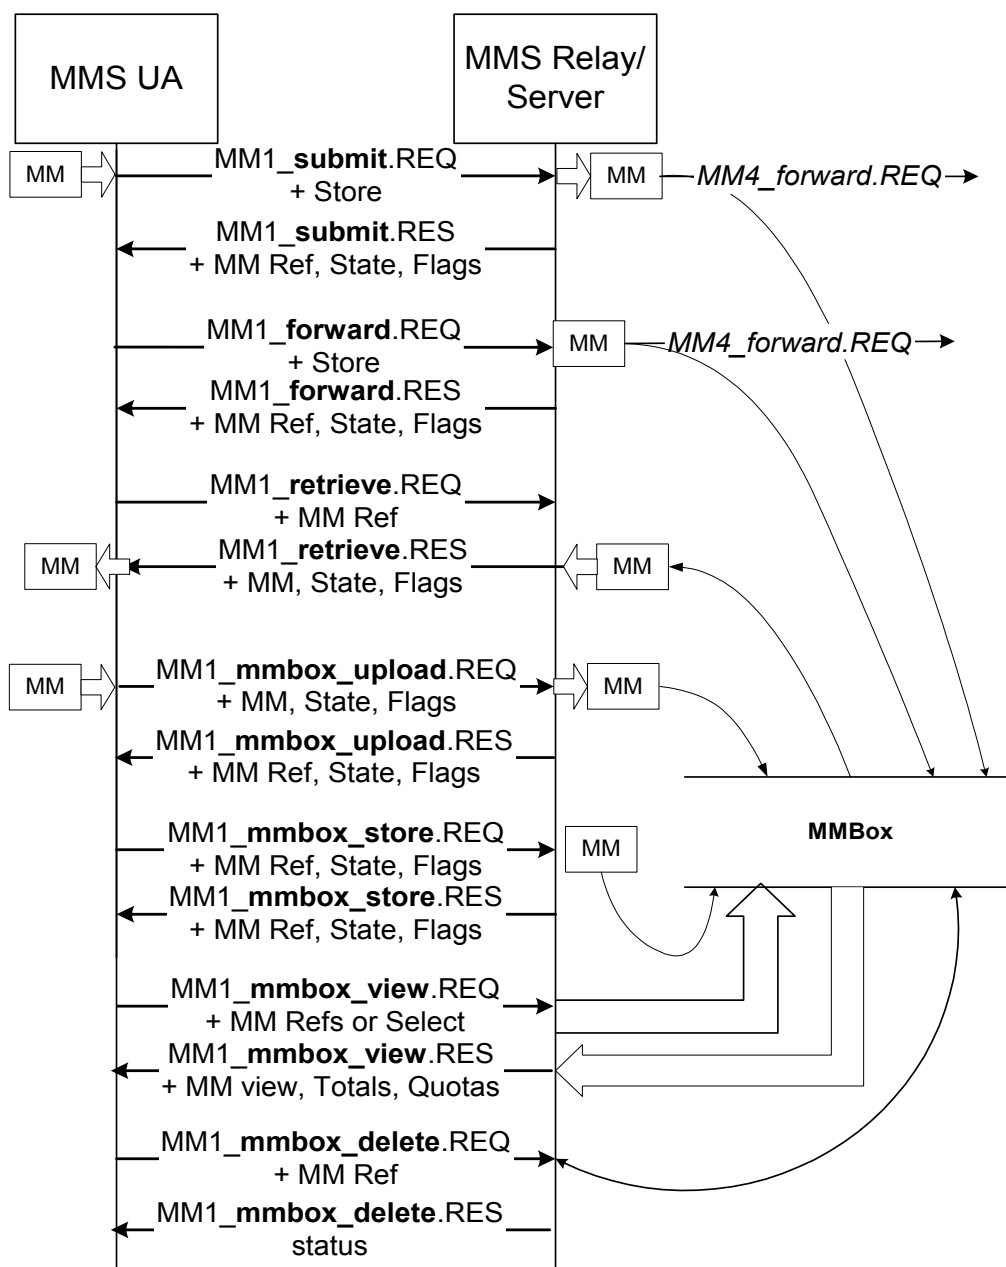 MMS UA
MMS Relay/
Server
MM
MM1_submit.REQ
+ Store
MM
MM4_forward.REQ
MM1_submit.RES
+ MM Ref, State, Flags
MM1_forward.REQ
+ Store
MM
MM4_forward.REQ
MM1_forward.RES
+ MM Ref, State, Flags
MM1_retrieve.REQ
+ MM Ref
MM
MM1_retrieve.RES
+ MM, State, Flags
MM
MM
MM1_mmbox_upload.REQ
+ MM, State, Flags
MM
MM1_mmbox_upload.RES
+ MM Ref, State, Flags
MMBox
MM1_mmbox_store.REQ
+ MM Ref, State, Flags
MM
MM1_mmbox_store.RES
+ MM Ref, State, Flags
MM1_mmbox_view.REQ
+ MM Refs or Select
MM1_mmbox_view.RES
+ MM view, Totals, Quotas
MM1_mmbox_delete.REQ
+ MM Ref
MM1_mmbox_delete.RES
status